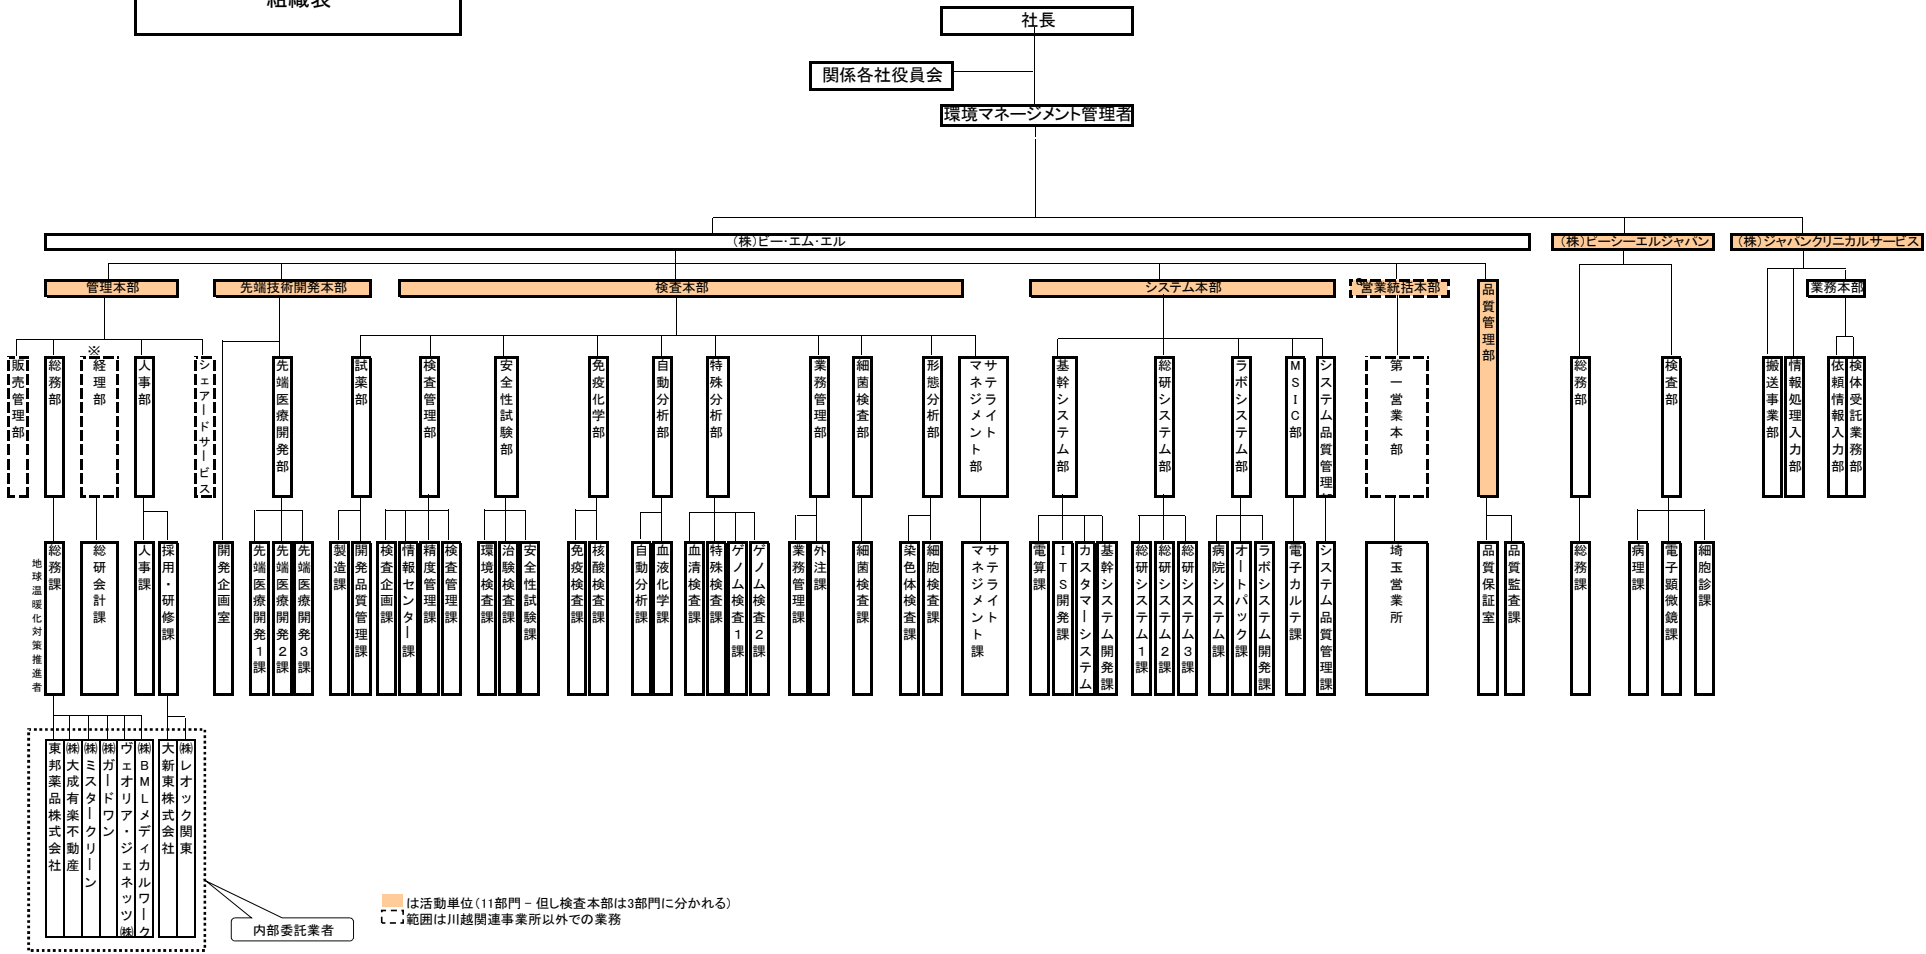 組織表
社長
関係各社役員会
環境マネージメント管理者
(株)ビー・エム・エル
(株)ピーシーエルジャパン
(株)ジャパンクリニカルサービス
管理本部
先端技術開発本部
検査本部
システム本部
営業統括本部
品質管理部
業務本部
※
販売管理部
総務部
経理部
人事部
シェアードサービス
先端医療開発部
試薬部
検査管理部
安全性試験部
免疫化学部
自動分析部
特殊分析部
業務管理部
細菌検査部
形態分析部
サテライト
マネジメント部
基幹システム部
総研システム部
ラボシステム部
MSIC部
システム品質管理
第一営業本部
総務部
検査部
搬送事業部
情報処理入力部
依頼情報入力部
検体受託業務部
地球温暖化対策推進者
総務課
総研会計課
人事課
採用・研修課
開発企画室
先端医療開発1課
先端医療開発2課
先端医療開発3課
製造課
開発品質管理課
検査企画課
情報センター課
精度管理課
検査管理課
環境検査課
治験検査課
安全性試験課
免疫検査課
核酸検査課
自動分析課
血液化学課
血清検査課
特殊検査課
ゲノム検査1課
ゲノム検査2課
業務管理課
外注課
細菌検査課
染色体検査課
細胞検査課
サテライト
マネジメント課
電算課
ITS開発課
カスタマーシステム
基幹システム開発課
総研システム1課
総研システム2課
総研システム3課
病院システム課
オートパック課
ラボシステム開発課
電子カルテ課
システム品質管理課
埼玉営業所
品質保証室
品質監査課
総務課
病理課
電子顕微鏡課
細胞診課
東邦薬品株式会社
㈱大成有楽不動産
㈱ミスタークリーン
㈱ガードワン
ヴェオリア・ジェネッツ㈱
㈱BMLメディカルワーク
大新東株式会社
㈱レオック関東
内部委託業者
は活動単位(11部門－但し検査本部は3部門に分かれる)
範囲は川越関連事業所以外での業務